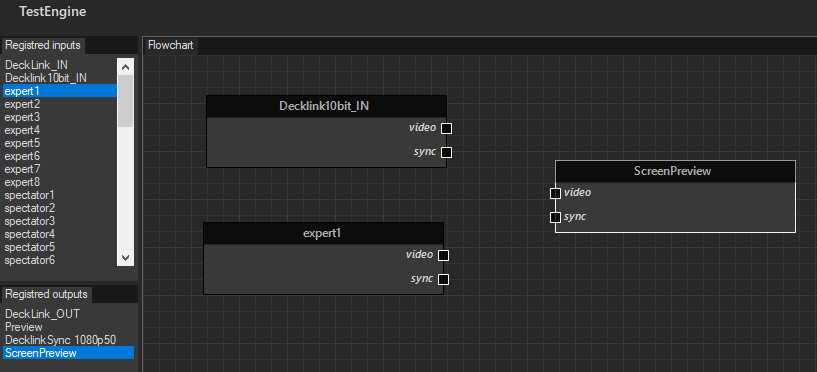 TestEngine
Registred inputs
DeckLink_IN
Decklink10bit_IN
expert1
expert2
expert3
expert4
expert5
expert6
expert7
expert8
spectator1
spectator2
spectator3
spectator4
spectator5
spectator6
Registred outputs
DeckLink_OUT
Preview
DecklinkSync 1080p50
ScreenPreview
Flowchart
Decklink10bit_IN
video
sync
expert1
video
sync
ScreenPreview
video
sync